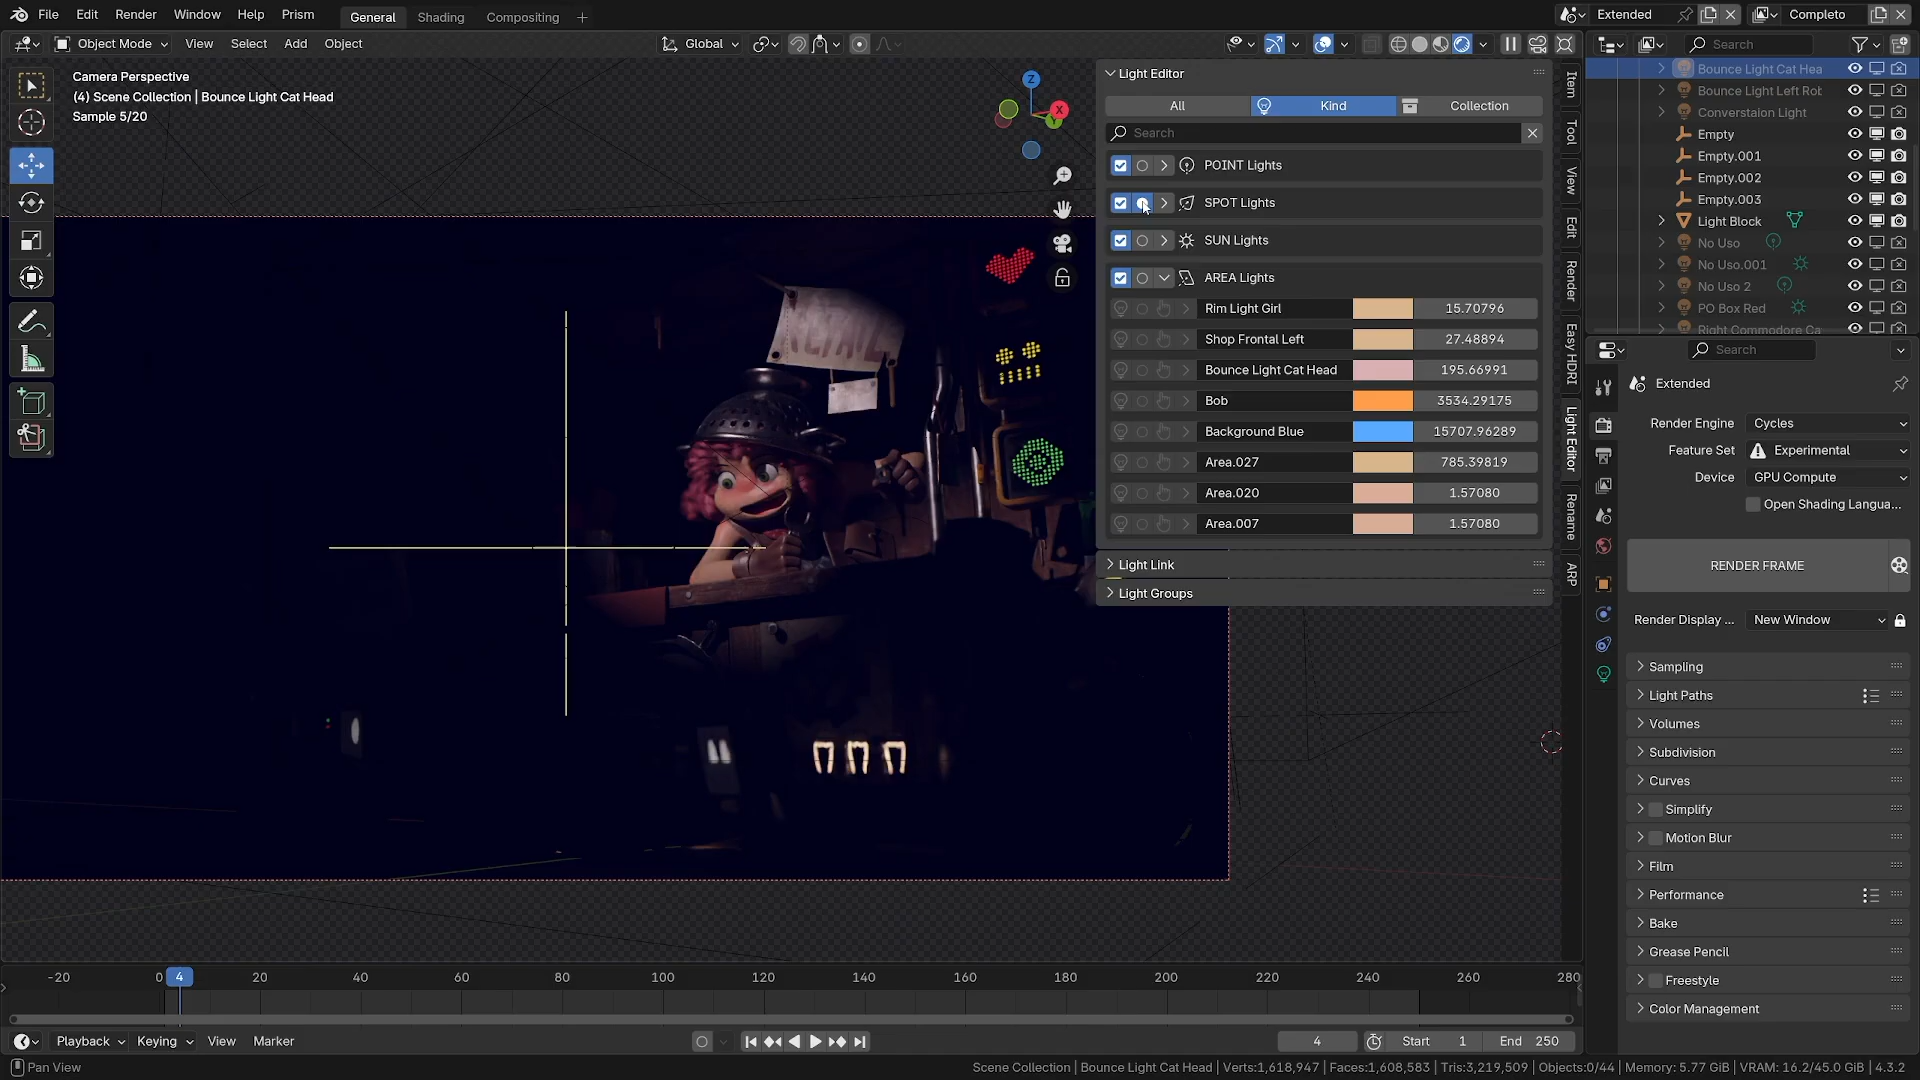 File Edit Render Window Help Prism General Shading Compositing + Extended Completo
Object Mode View Select Add Object Global Search
Camera Perspective
(4) Scene Collection | Bounce Light Cat Head
Sample 5/20
Z
X
Y
Light Editor
All Kind Collection
Search
POINT Lights
SPOT Lights
SUN Lights
AREA Lights
Rim Light Girl 15.70796
Shop Frontal Left 27.48894
Bounce Light Cat Head 195.66991
Bob 3534.29175
Background Blue 15707.96289
Area.027 785.39819
Area.020 1.57080
Area.007 1.57080
Light Link
Light Groups
Item
Tool
View
Edit
Render
Easy HDRI
Light Editor
Rename
ARP
Bounce Light Cat Hea
Bounce Light Left Rot
Converstaion Light
Empty
Empty.001
Empty.002
Empty.003
Light Block
No Uso
No Uso.001
No Uso 2
PO Box Red
Right Commodore Ca
Search
Extended
Render Engine Cycles
Feature Set Experimental
Device GPU Compute
Open Shading Langua...
RENDER FRAME
Render Display ... New Window
Sampling
Light Paths
Volumes
Subdivision
Curves
Simplify
Motion Blur
Film
Performance
Bake
Grease Pencil
Freestyle
Color Management
-20 0 4 20 40 60 80 100 120 140 160 180 200 220 240 260 280
Playback Keying View Marker 4 Start 1 End 250
Pan View Scene Collection | Bounce Light Cat Head | Verts:1,618,947 | Faces:1,608,583 | Tris:3,219,509 | Objects:0/44 | Memory: 5.77 GiB | VRAM: 16.2/45.0 GiB | 4.3.2